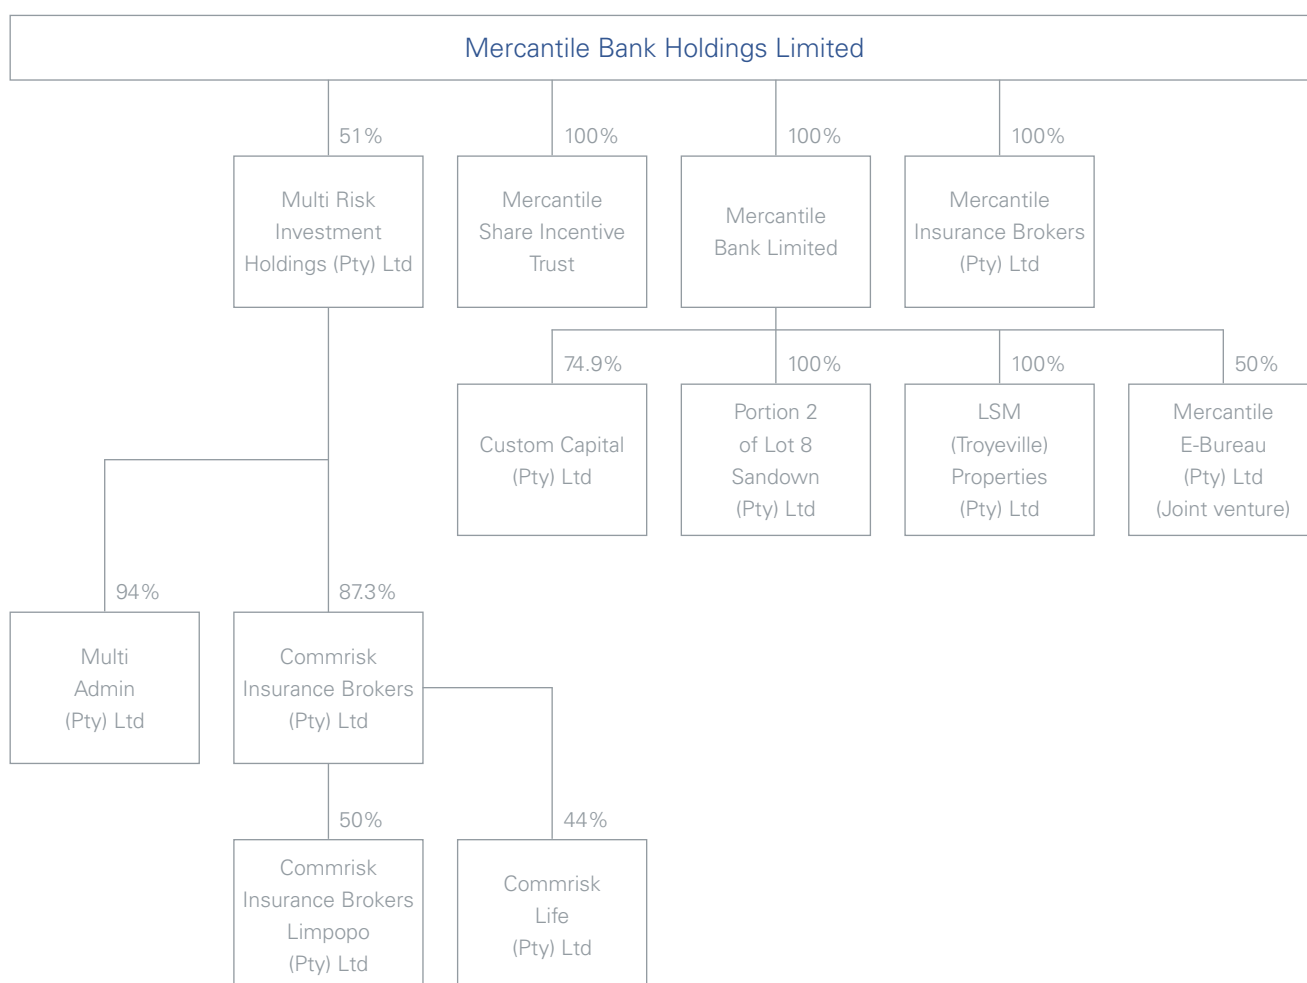 Mercantile Bank Holdings Limited
51%
100%
100%
100%
Multi Risk
Investment
Holdings (Pty) Ltd
Mercantile
Share Incentive
Trust
Mercantile
Bank Limited
Mercantile
Insurance Brokers
(Pty) Ltd
74.9%
100%
100%
50%
Custom Capital
(Pty) Ltd
Portion 2
of Lot 8
Sandown
(Pty) Ltd
LSM
(Troyeville)
Properties
(Pty) Ltd
Mercantile
E-Bureau
(Pty) Ltd
(Joint venture)
94%
87.3%
Multi
Admin
(Pty) Ltd
Commrisk
Insurance Brokers
(Pty) Ltd
50%
44%
Commrisk
Insurance Brokers
Limpopo
(Pty) Ltd
Commrisk
Life
(Pty) Ltd